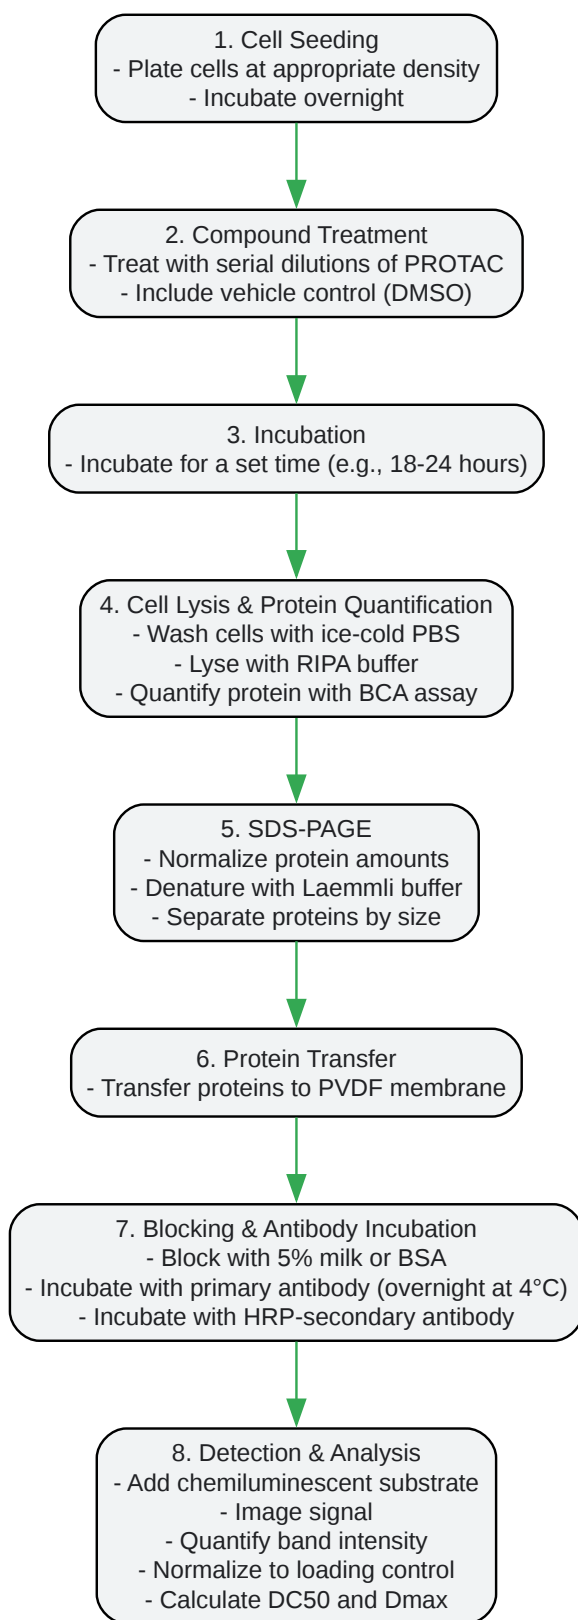 1. Cell Seeding
- Plate cells at appropriate density
- Incubate overnight
2. Compound Treatment
- Treat with serial dilutions of PROTAC
- Include vehicle control (DMSO)
3. Incubation
- Incubate for a set time (e.g., 18-24 hours)
4. Cell Lysis & Protein Quantification
- Wash cells with ice-cold PBS
- Lyse with RIPA buffer
- Quantify protein with BCA assay
5. SDS-PAGE
- Normalize protein amounts
- Denature with Laemmli buffer
- Separate proteins by size
6. Protein Transfer
- Transfer proteins to PVDF membrane
7. Blocking & Antibody Incubation
- Block with 5% milk or BSA
- Incubate with primary antibody (overnight at 4°C)
- Incubate with HRP-secondary antibody
8. Detection & Analysis
- Add chemiluminescent substrate
- Image signal
- Quantify band intensity
- Normalize to loading control
- Calculate DC50 and Dmax